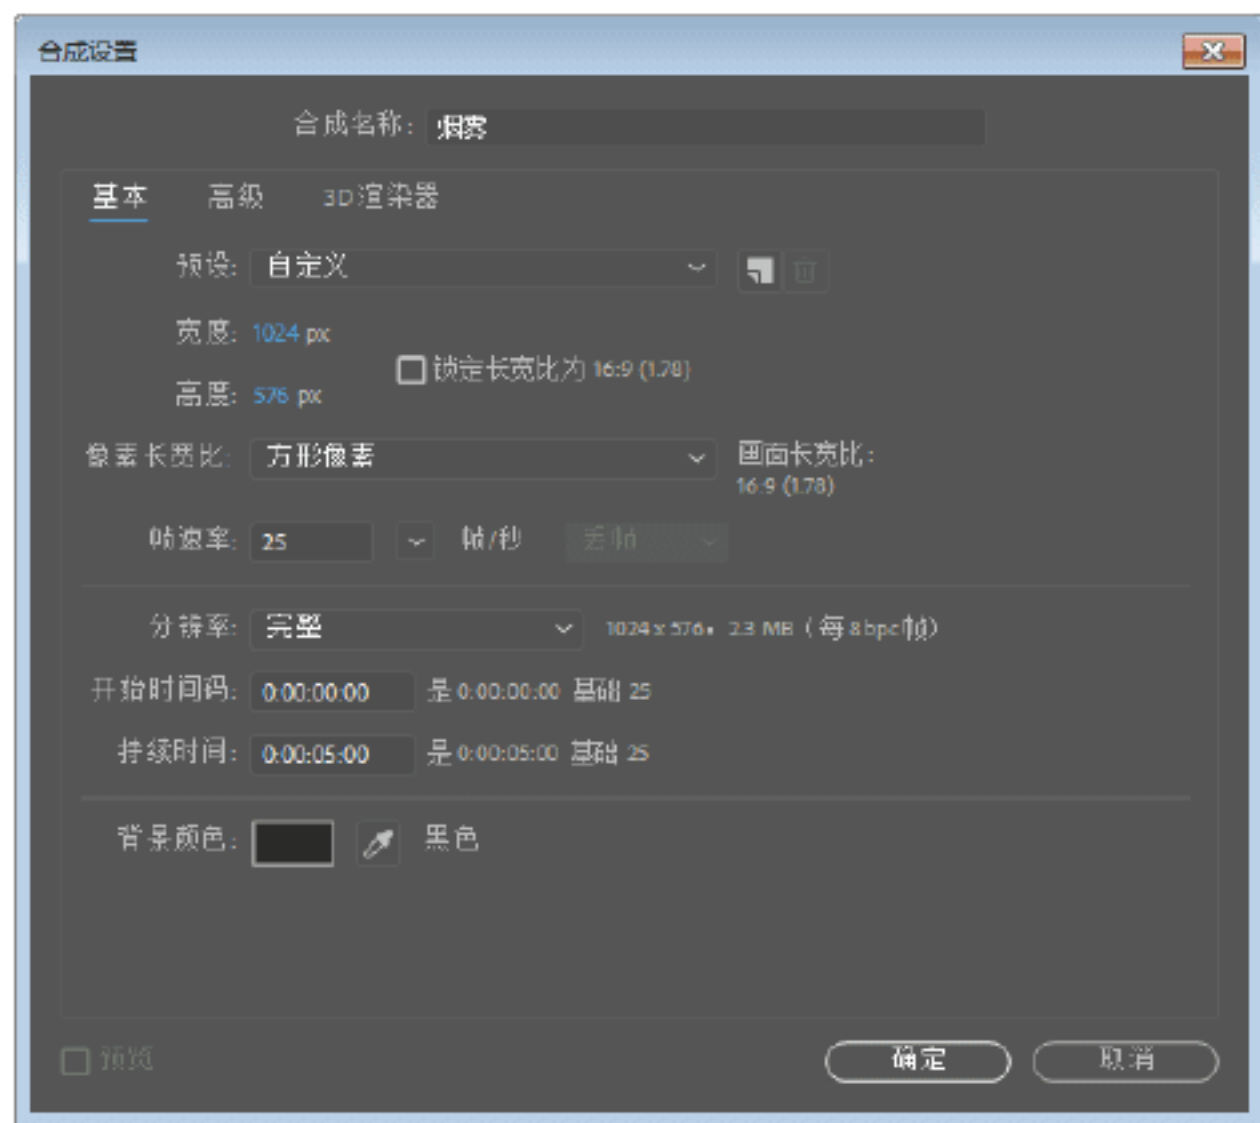 合成设置
合成名称: 烟雾
基本 高级 3D 渲染器
预设: 自定义
宽度: 1024 px
锁定长宽比为 16:9 (1.78)
高度: 576 px
像素长宽比: 方形像素 画面长宽比:
16:9 (1.78)
帧速率: 25 帧/秒 丢帧
分辨率: 完整 1024 x 576，2.3 MB（每 8bpc帧）
开始时间码: 0:00:00:00 是 0:00:00:00 基础 25
持续时间: 0:00:05:00 是 0:00:05:00 基础 25
背景颜色: 黑色
预览 确定 取消